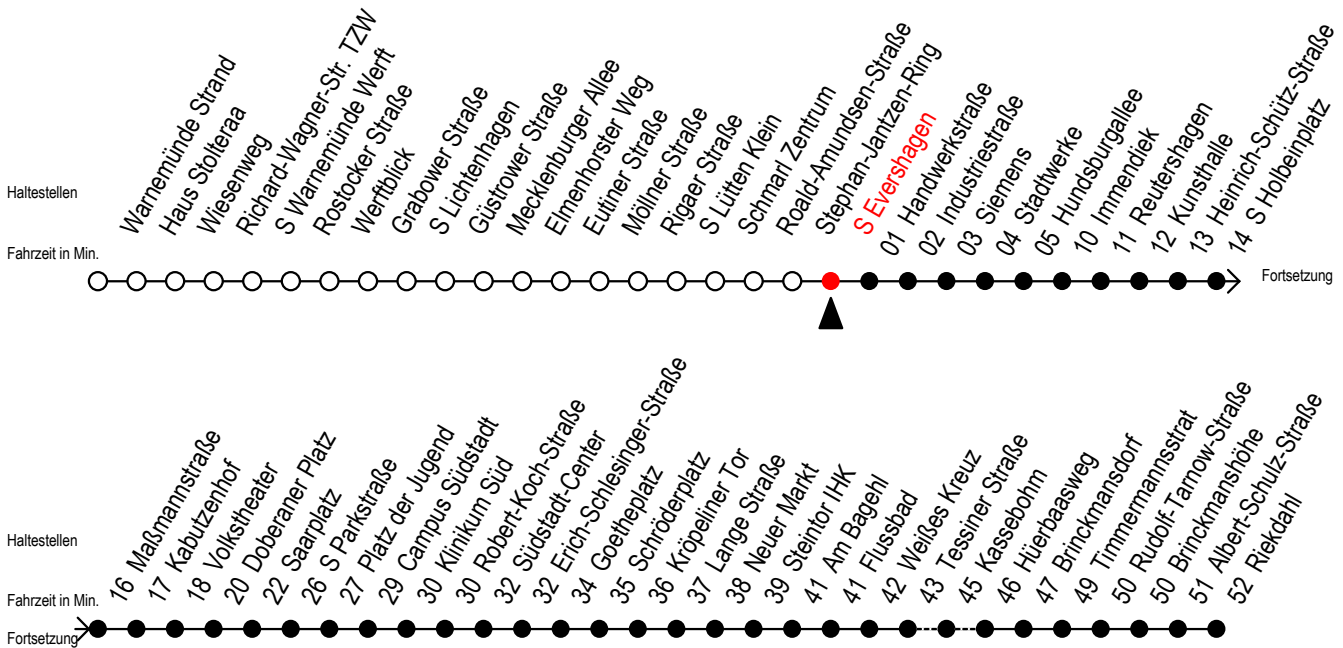 Haltestellen
Warnemünde Strand
Haus Stolteraa
Wiesenweg
Richard-Wagner-Str. TZW
S Warnemünde Werft
Rostocker Straße
Werftblick
Grabower Straße
S Lichtenhagen
Güstrower Straße
Mecklenburger Allee
Elmenhorster Weg
Eutiner Straße
Möllner Straße
Rigaer Straße
S Lütten Klein
Schmarl Zentrum
Roald-Amundsen-Straße
Stephan-Jantzen-Ring
S Evershagen
01 Handwerkstraße
02 Industriestraße
03 Siemens
04 Stadtwerke
05 Hundsburgallee
10 Immendiek
11 Reutershagen
12 Kunsthalle
13 Heinrich-Schütz-Straße
14 S Holbeinplatz
Fahrzeit in Min.
Fortsetzung
Haltestellen
16 Maßmannstraße
17 Kabutzenhof
18 Volkstheater
20 Doberaner Platz
22 Saarplatz
26 S Parkstraße
27 Platz der Jugend
29 Campus Südstadt
30 Klinikum Süd
30 Robert-Koch-Straße
32 Südstadt-Center
32 Erich-Schlesinger-Straße
34 Goetheplatz
35 Schröderplatz
36 Kröpeliner Tor
37 Lange Straße
38 Neuer Markt
39 Steintor IHK
41 Am Bagehl
41 Flussbad
42 Weißes Kreuz
43 Tessiner Straße
45 Kassebohm
46 Hüerbaasweg
47 Brinckmansdorf
49 Timmermannsstrat
50 Rudolf-Tarnow-Straße
50 Brinckmanshöhe
51 Albert-Schulz-Straße
52 Riekdahl
Fahrzeit in Min.
Fortsetzung